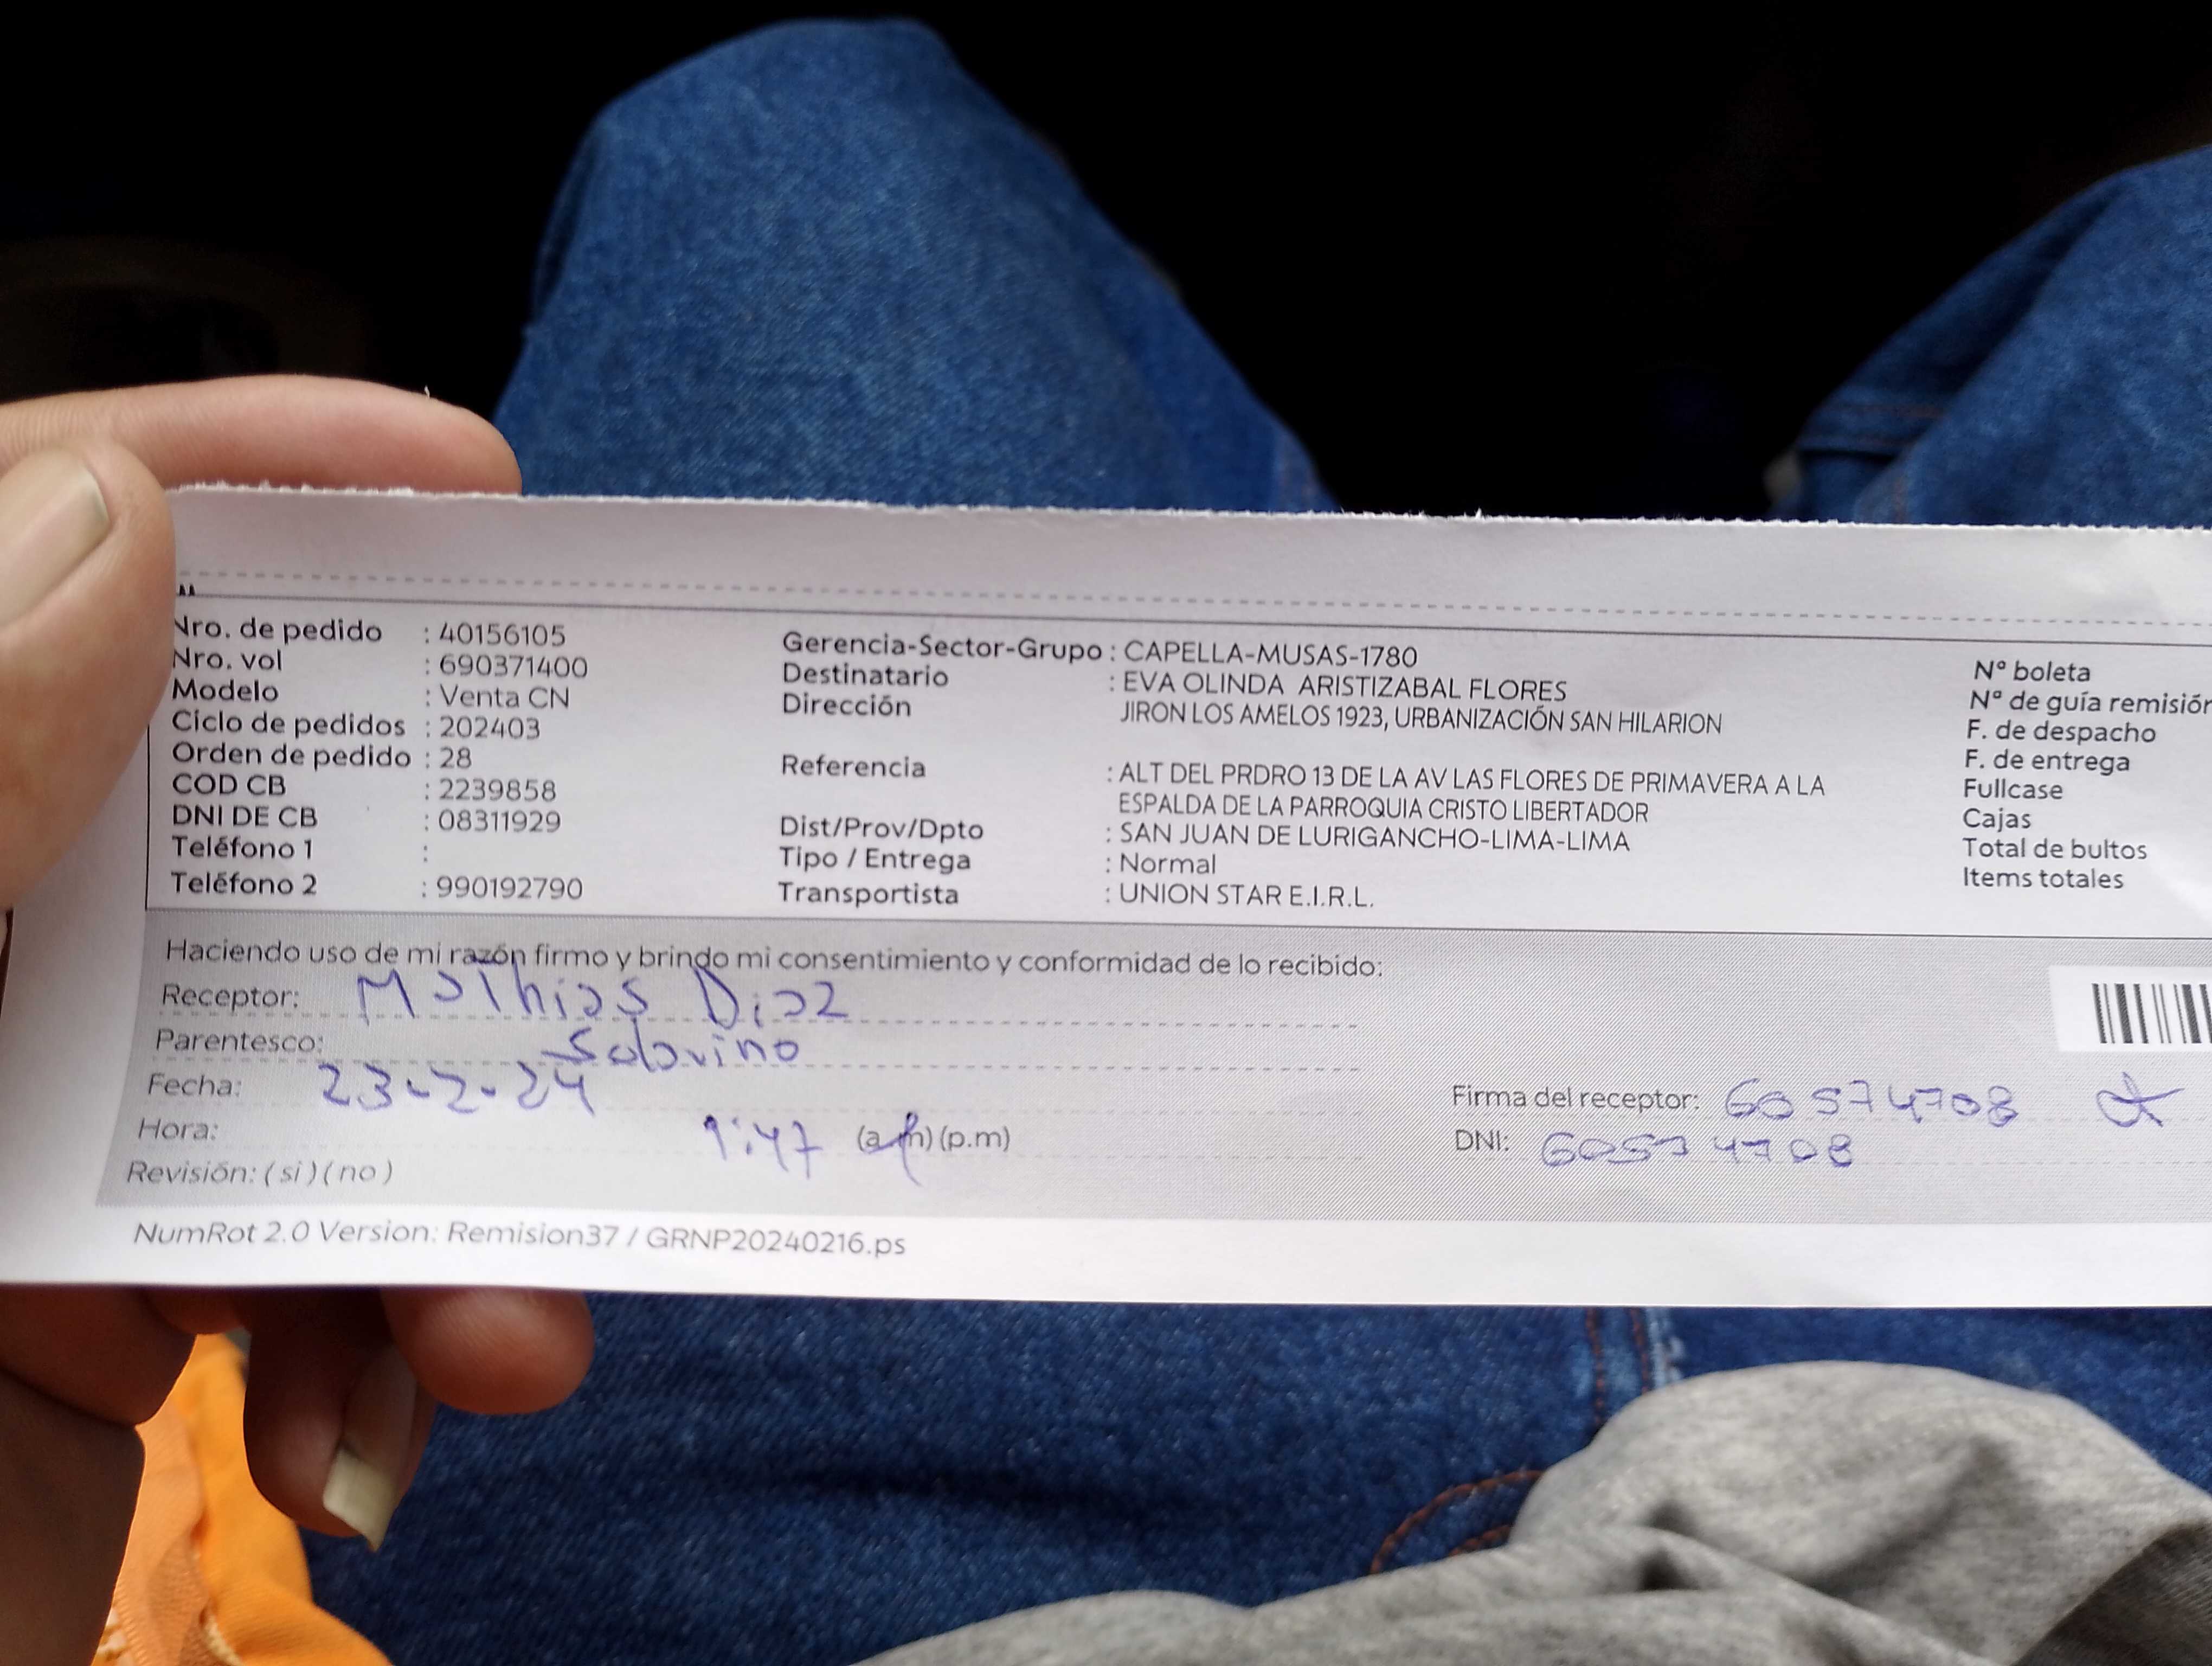 Nro. de pedido : 40156105
Nro. vol : 690371400
Modelo : Venta CN
Ciclo de pedidos : 202403
Orden de pedido : 28
COD CB : 2239858
DNI DE CB : 08311929
Teléfono 1 :
Teléfono 2 : 990192790
Gerencia-Sector-Grupo : CAPELLA-MUSAS-1780
Destinatario : EVA OLINDA ARISTIZABAL FLORES
Dirección JIRON LOS AMELOS 1923, URBANIZACIÓN SAN HILARION
Referencia : ALT DEL PRDRO 13 DE LA AV LAS FLORES DE PRIMAVERA A LA
ESPALDA DE LA PARROQUIA CRISTO LIBERTADOR
Dist/Prov/Dpto : SAN JUAN DE LURIGANCHO-LIMA-LIMA
Tipo / Entrega : Normal
Transportista : UNION STAR E.I.R.L.
N° boleta
N° de guía remisión
F. de despacho
F. de entrega
Fullcase
Cajas
Total de bultos
Items totales
Haciendo uso de mi razón firmo y brindo mi consentimiento y conformidad de lo recibido:
Receptor: Mathias Diaz
Parentesco: Sobrino
Fecha: 23-2-24
Hora: 1:47 (a.m) (p.m)
Revisión: ( si ) ( no )
Firma del receptor: 60574708
DNI: 60574708
NumRot 2.0 Version: Remision37 / GRNP20240216.ps